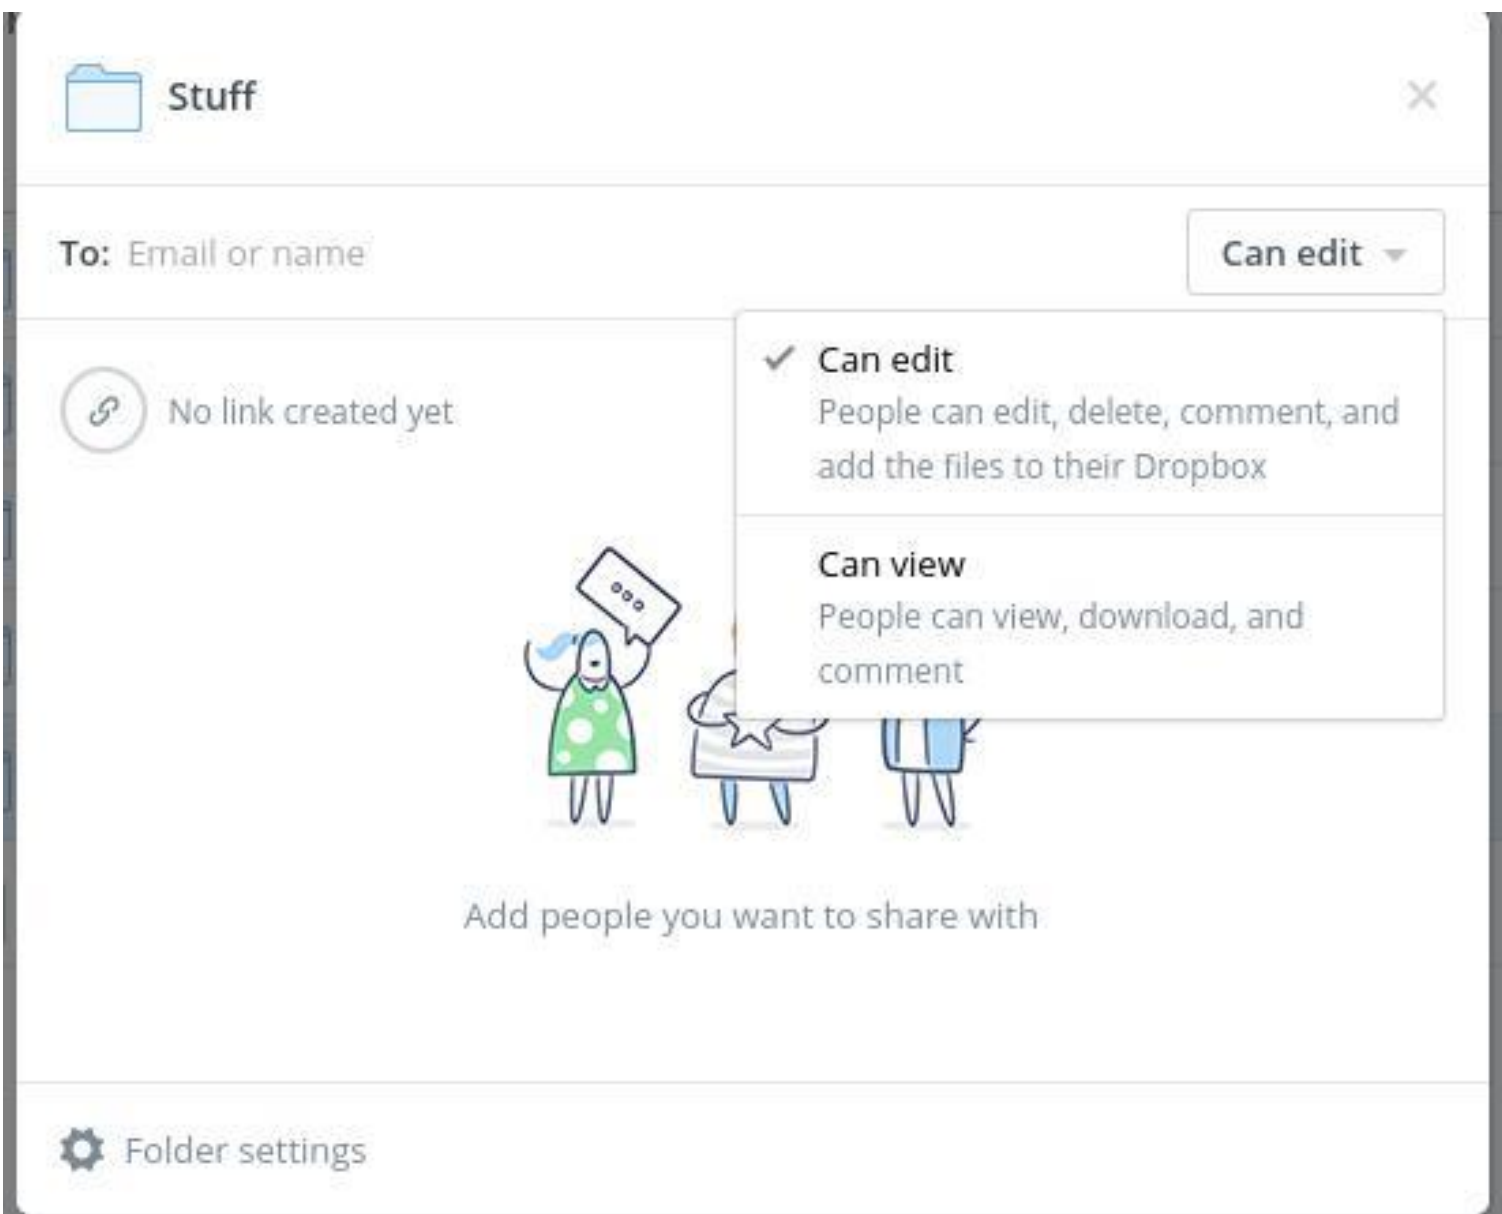 Stuff
To: Email or name
Can edit
No link created yet
Can edit
People can edit, delete, comment, and
add the files to their Dropbox
Can view
People can view, download, and
comment
Add people you want to share with
Folder settings